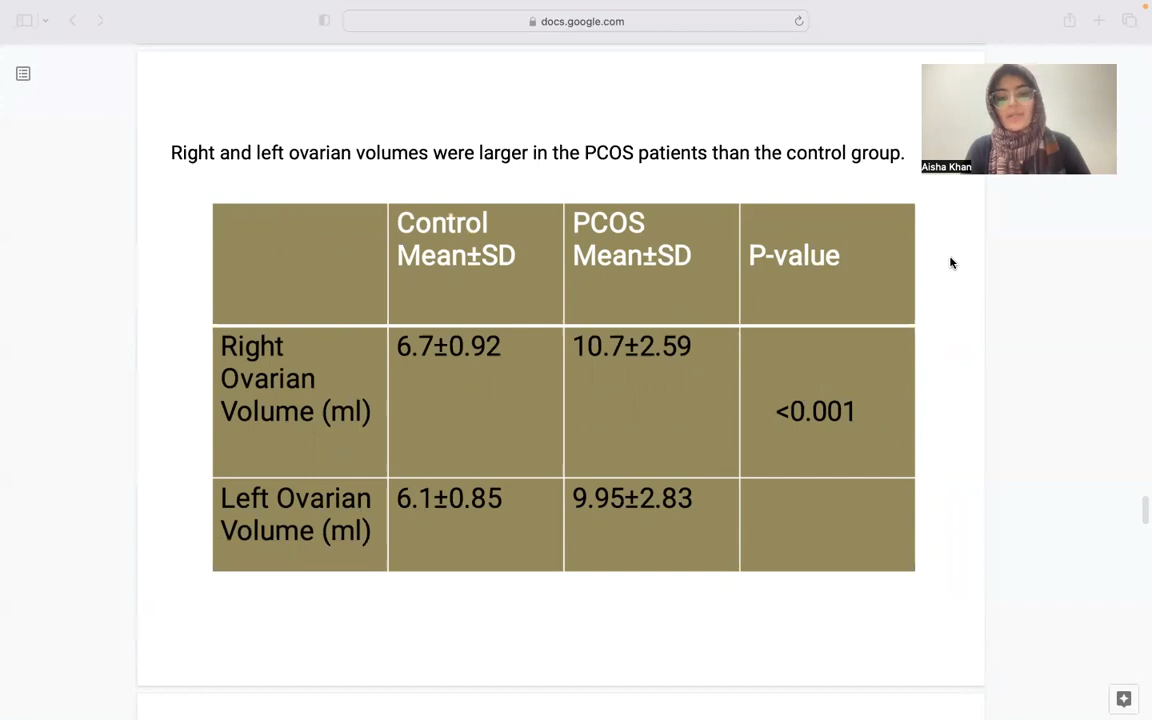 docs.google.com
Right and left ovarian volumes were larger in the PCOS patients than the control group.
Aisha Khan
Control
Mean±SD
PCOS
Mean±SD
P-value
Right
Ovarian
Volume (ml)
6.7±0.92
10.7±2.59
<0.001
Left Ovarian
Volume (ml)
6.1±0.85
9.95±2.83